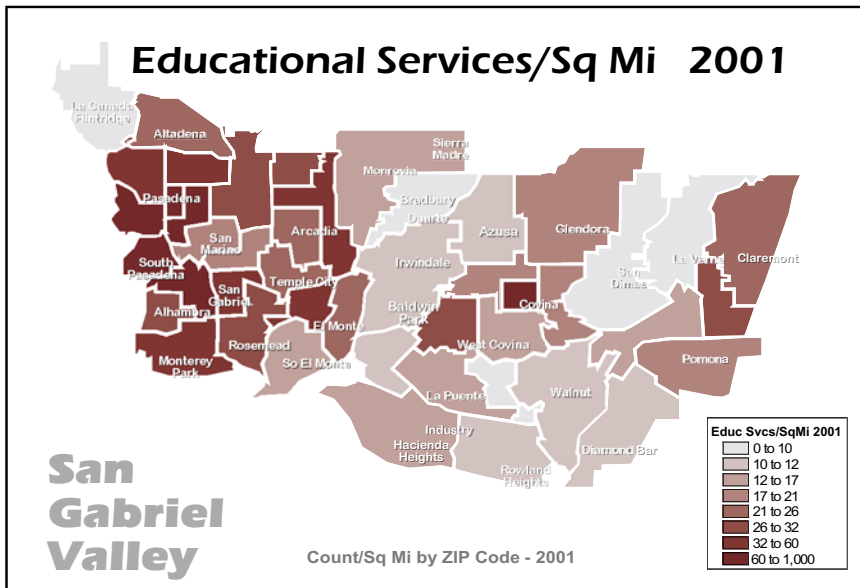 Educational Services/Sq Mi 2001
La Canada
Flintridge
Altadena
Sierra
Madre
Monrovia
Pasadena
Bradbury
Duarte
Arcadia
Azusa
Glendora
San
Marino
La Verne
Claremont
South
Pasadena
Irwindale
San
Dimas
Temple City
San
Gabriel
Baldwin
Park
Covina
Alhambra
El Monte
Rosemead
West Covina
Monterey
Park
So El Monte
Pomona
La Puente
Walnut
Industry
Hacienda
Heights
Diamond Bar
Rowland
Heights
Educ Svcs/SqMi 2001
0 to 10
10 to 12
12 to 17
17 to 21
21 to 26
26 to 32
32 to 60
60 to 1,000
San
Gabriel
Valley
Count/Sq Mi by ZIP Code - 2001